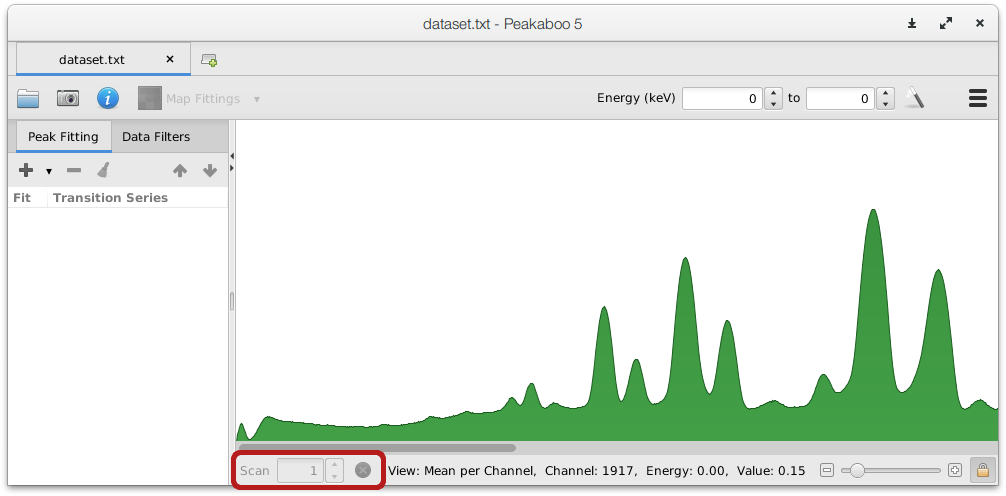 dataset.txt - Peakaboo 5
dataset.txt
Map Fittings
Energy (keV) 0 to 0
Peak Fitting Data Filters
Fit Transition Series
Scan 1 View: Mean per Channel, Channel: 1917, Energy: 0.00, Value: 0.15